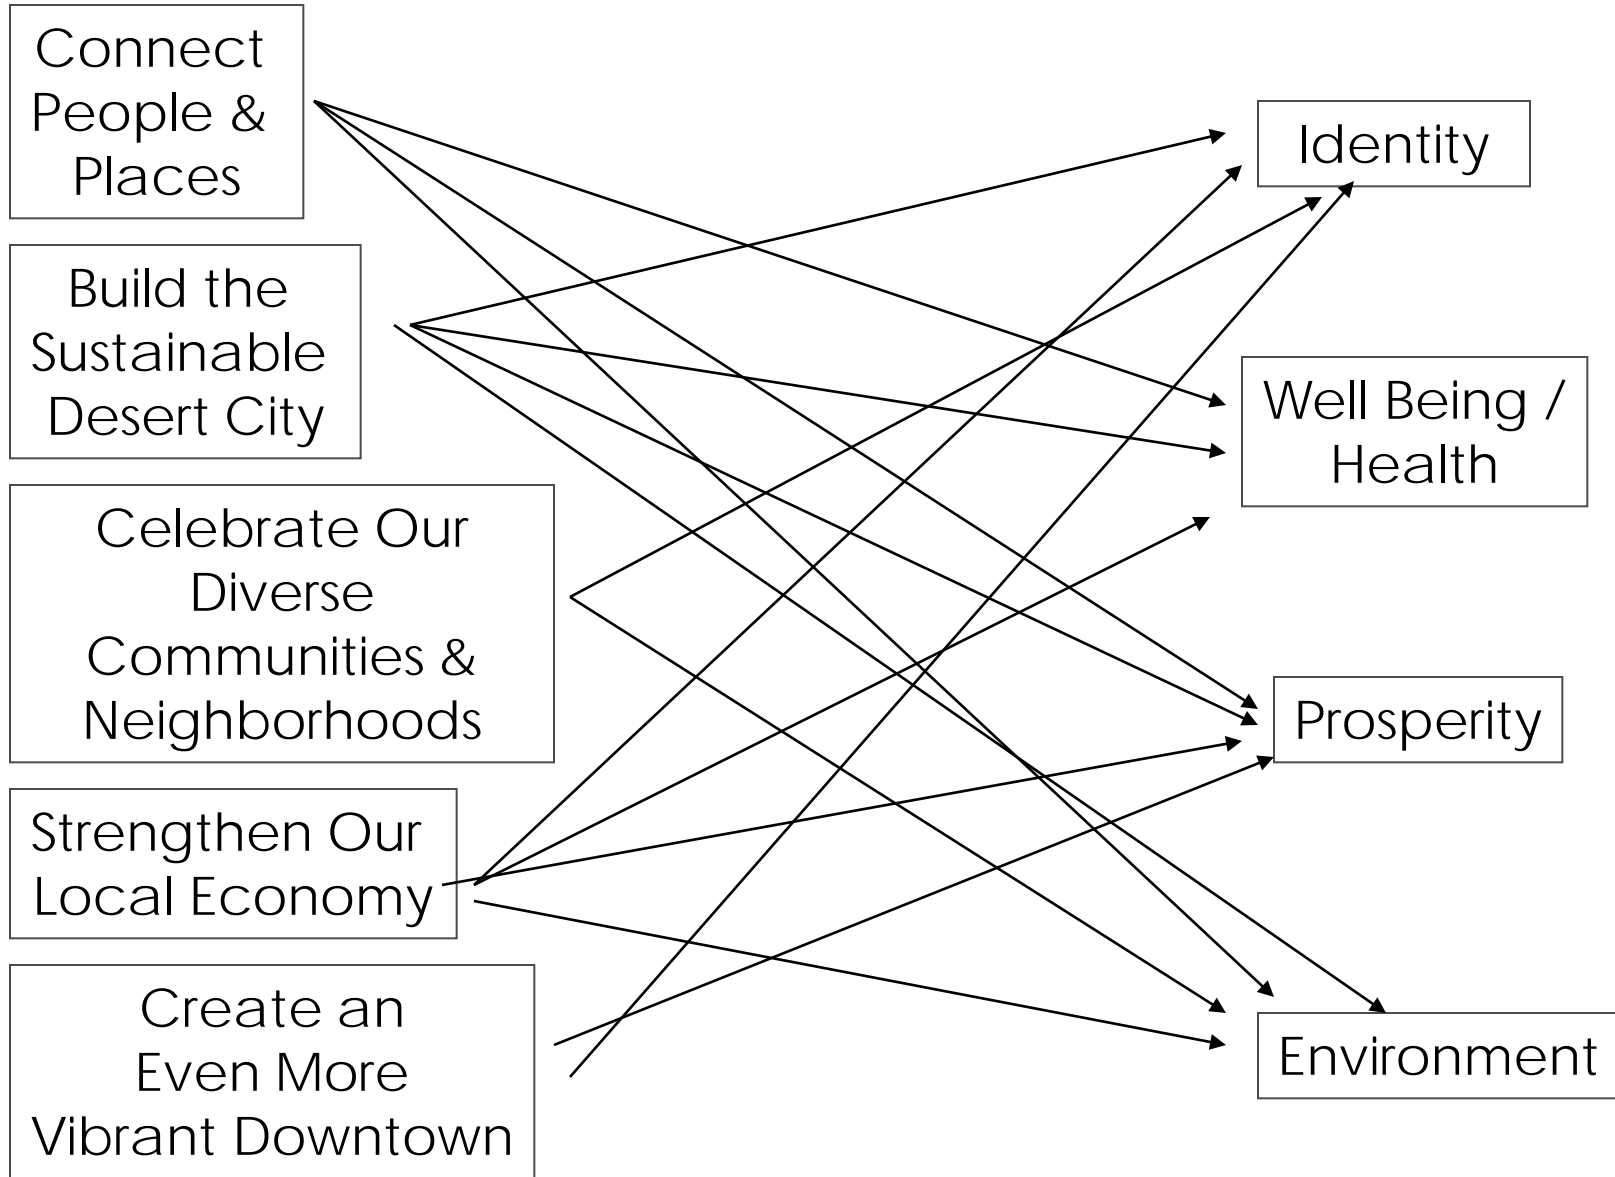 Connect
People &
Places
Build the
Sustainable
Desert City
Celebrate Our
Diverse
Communities &
Neighborhoods
Strengthen Our
Local Economy
Create an
Even More
Vibrant Downtown
Identity
Well Being /
Health
Prosperity
Environment